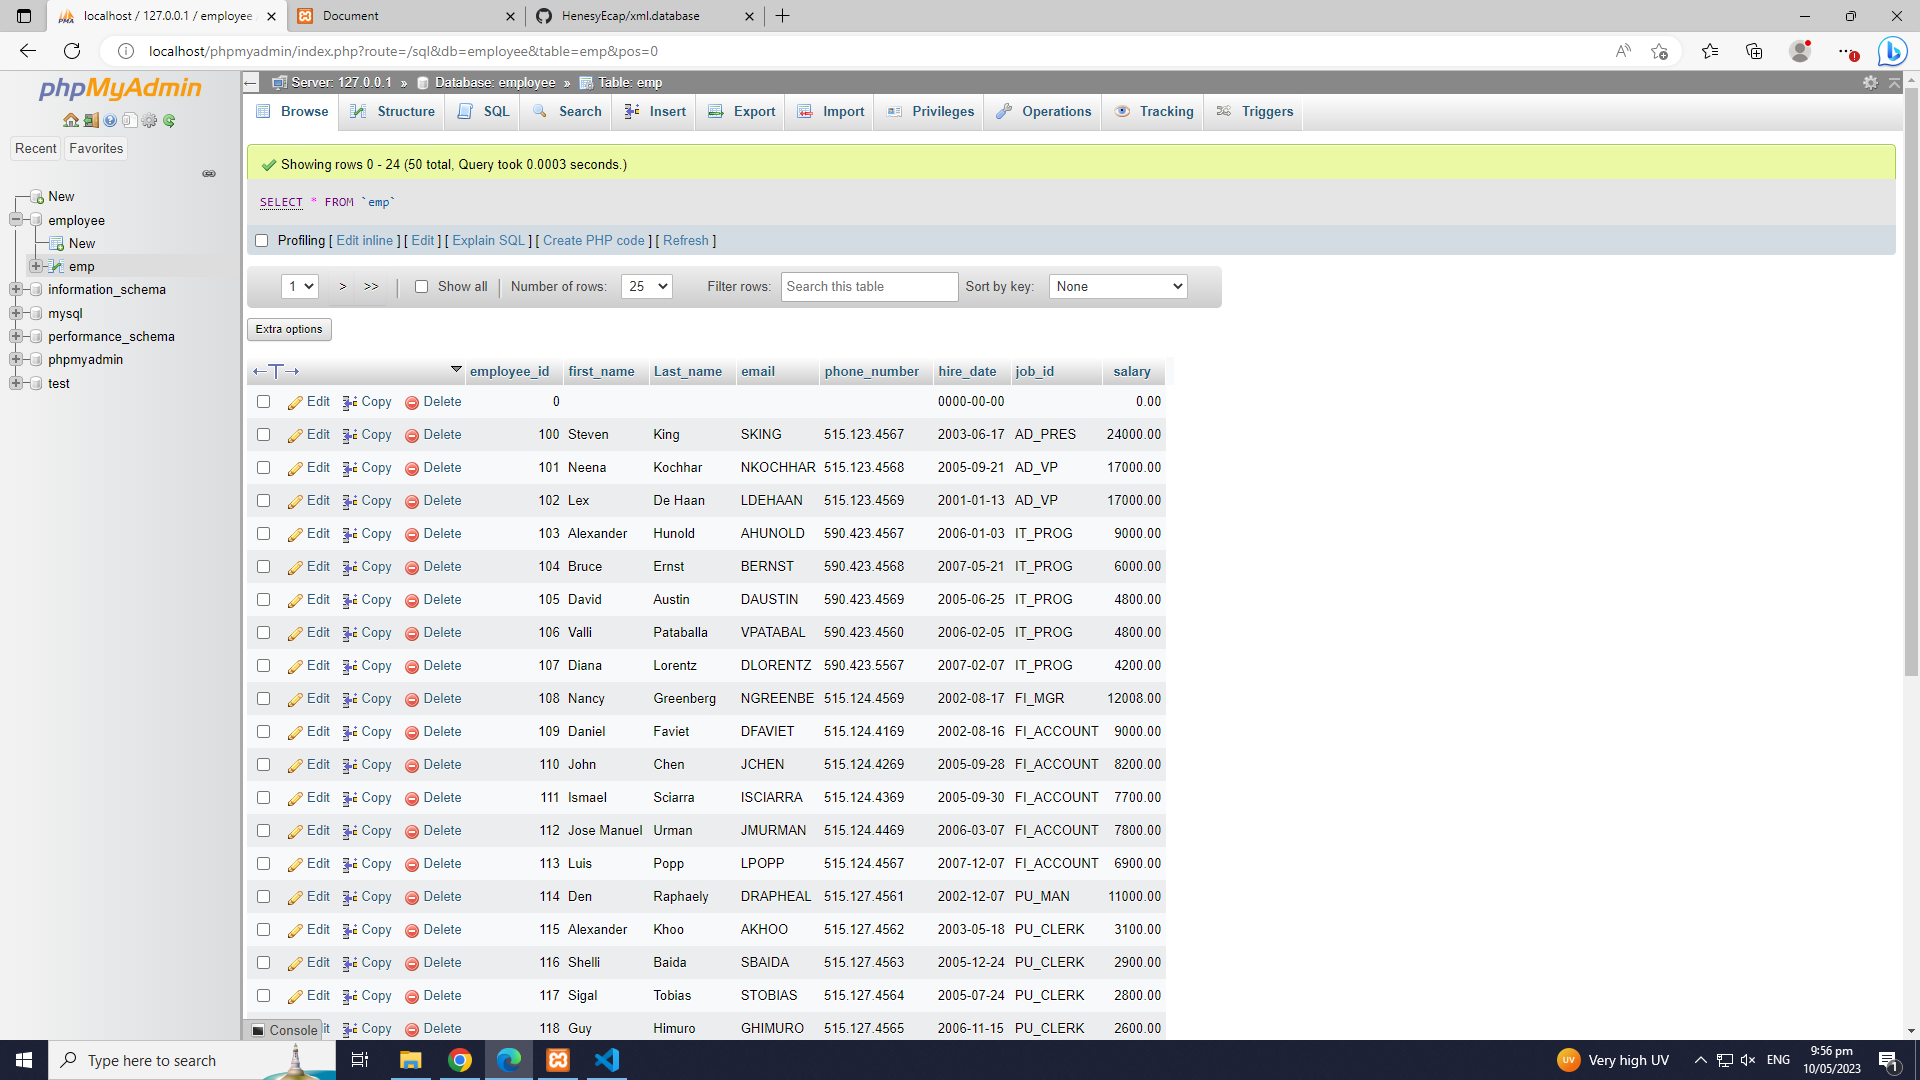 localhost / 127.0.0.1 / employee
Document
HenesyEcap/xml.database
localhost/phpmyadmin/index.php?route=/sql&db=employee&table=emp&pos=0
phpMyAdmin
Recent Favorites
New
employee
New
emp
information_schema
mysql
performance_schema
phpmyadmin
test
Server: 127.0.0.1 » Database: employee » Table: emp
Browse Structure SQL Search Insert Export Import Privileges Operations Tracking Triggers
Showing rows 0 - 24 (50 total, Query took 0.0003 seconds.)
SELECT * FROM `emp`
Profiling [ Edit inline ] [ Edit ] [ Explain SQL ] [ Create PHP code ] [ Refresh ]
1 > >> | Show all | Number of rows: 25 Filter rows: Search this table Sort by key: None
Extra options
←T→ employee_id first_name Last_name email phone_number hire_date job_id salary
Edit Copy Delete 0 0000-00-00 0.00
Edit Copy Delete 100 Steven King SKING 515.123.4567 2003-06-17 AD_PRES 24000.00
Edit Copy Delete 101 Neena Kochhar NKOCHHAR 515.123.4568 2005-09-21 AD_VP 17000.00
Edit Copy Delete 102 Lex De Haan LDEHAAN 515.123.4569 2001-01-13 AD_VP 17000.00
Edit Copy Delete 103 Alexander Hunold AHUNOLD 590.423.4567 2006-01-03 IT_PROG 9000.00
Edit Copy Delete 104 Bruce Ernst BERNST 590.423.4568 2007-05-21 IT_PROG 6000.00
Edit Copy Delete 105 David Austin DAUSTIN 590.423.4569 2005-06-25 IT_PROG 4800.00
Edit Copy Delete 106 Valli Pataballa VPATABAL 590.423.4560 2006-02-05 IT_PROG 4800.00
Edit Copy Delete 107 Diana Lorentz DLORENTZ 590.423.5567 2007-02-07 IT_PROG 4200.00
Edit Copy Delete 108 Nancy Greenberg NGREENBE 515.124.4569 2002-08-17 FI_MGR 12008.00
Edit Copy Delete 109 Daniel Faviet DFAVIET 515.124.4169 2002-08-16 FI_ACCOUNT 9000.00
Edit Copy Delete 110 John Chen JCHEN 515.124.4269 2005-09-28 FI_ACCOUNT 8200.00
Edit Copy Delete 111 Ismael Sciarra ISCIARRA 515.124.4369 2005-09-30 FI_ACCOUNT 7700.00
Edit Copy Delete 112 Jose Manuel Urman JMURMAN 515.124.4469 2006-03-07 FI_ACCOUNT 7800.00
Edit Copy Delete 113 Luis Popp LPOPP 515.124.4567 2007-12-07 FI_ACCOUNT 6900.00
Edit Copy Delete 114 Den Raphaely DRAPHEAL 515.127.4561 2002-12-07 PU_MAN 11000.00
Edit Copy Delete 115 Alexander Khoo AKHOO 515.127.4562 2003-05-18 PU_CLERK 3100.00
Edit Copy Delete 116 Shelli Baida SBAIDA 515.127.4563 2005-12-24 PU_CLERK 2900.00
Edit Copy Delete 117 Sigal Tobias STOBIAS 515.127.4564 2005-07-24 PU_CLERK 2800.00
Console it Copy Delete 118 Guy Himuro GHIMURO 515.127.4565 2006-11-15 PU_CLERK 2600.00
Type here to search
UV Very high UV ENG 9:56 pm
10/05/2023
1